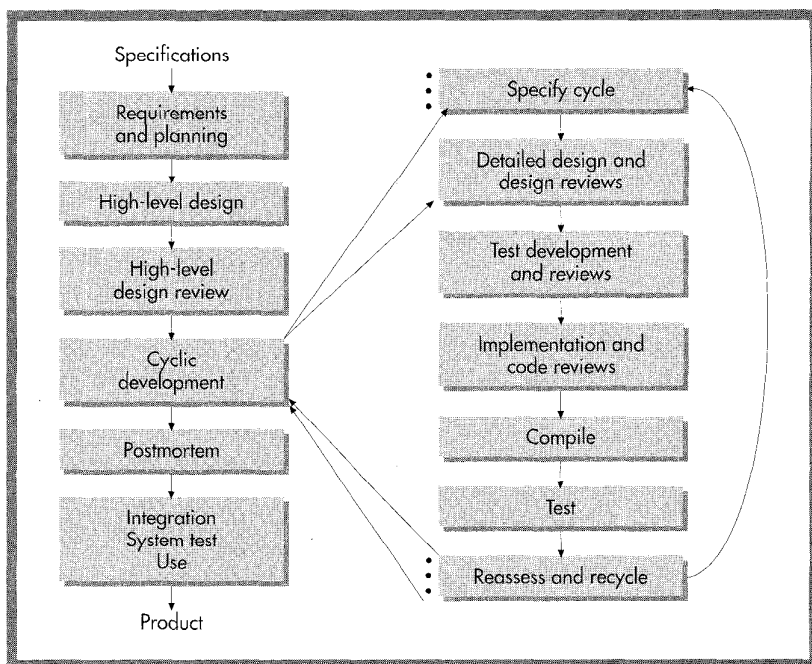 Specifications
Requirements
and planning
High-level design
High-level
design review
Cyclic
development
Postmortem
Integration
System test
Use
Product
Specify cycle
Detailed design and
design reviews
Test development
and reviews
Implementation and
code reviews
Compile
Test
Reassess and recycle